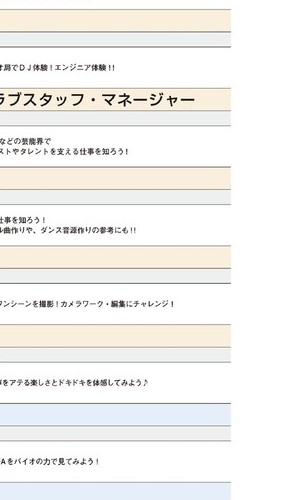 オ局でＤＪ体験！エンジニア体験!!
ラブスタッフ・マネージャー
などの芸能界で
ストやタレントを支える仕事を知ろう！
仕事を知ろう！
ル曲作りや、ダンス音源作りの参考にも!!
ワンシーンを撮影！カメラワーク・編集にチャレンジ！
をアテる楽しさとドキドキを体感してみよう♪
Aをバイオの力で見てみよう！